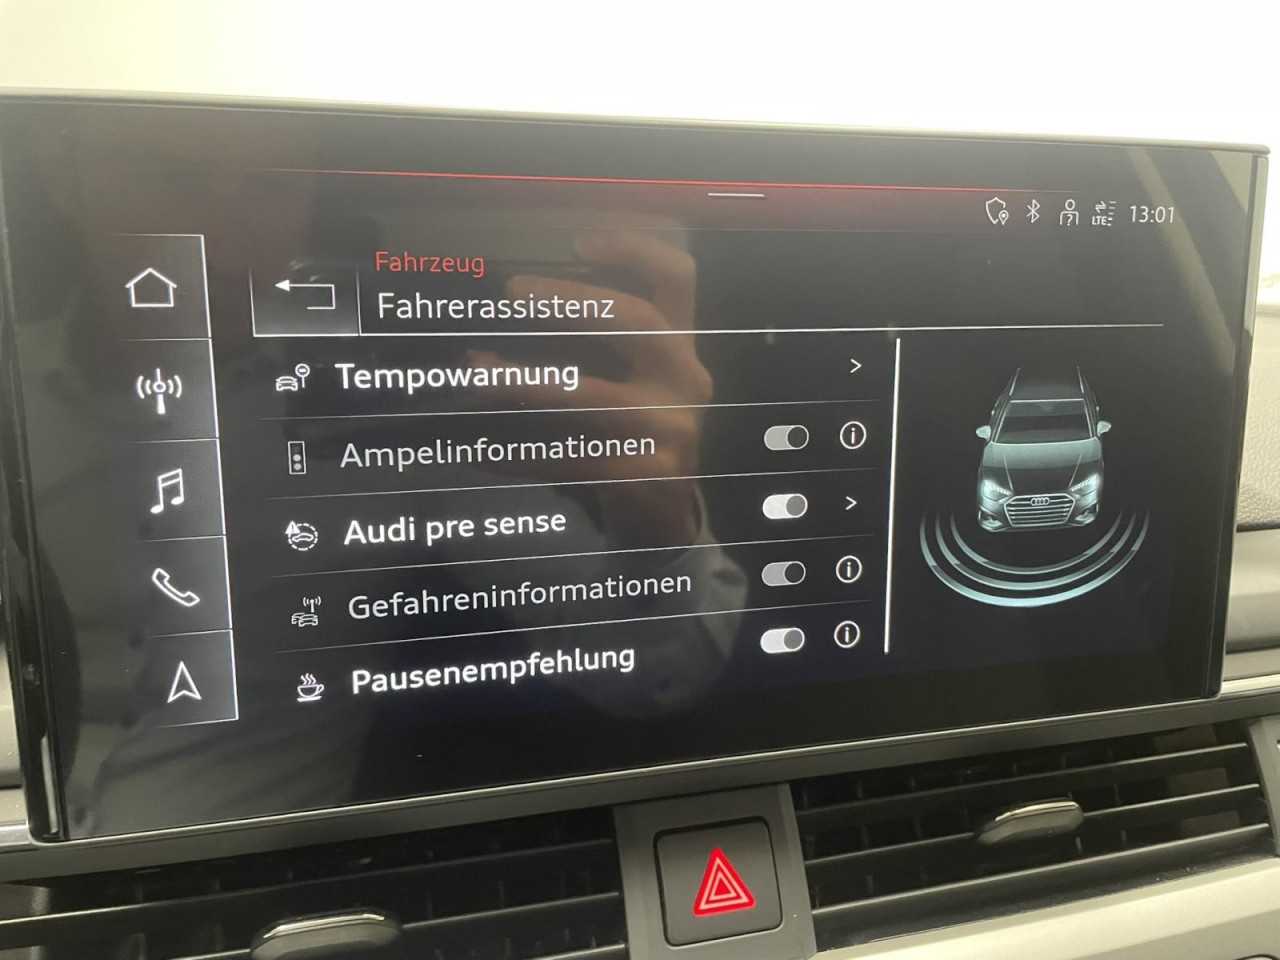 LTE
13:01
Fahrzeug
Fahrerassistenz
Tempowarnung
Ampelinformationen
Audi pre sense
Gefahreninformationen
Pausenempfehlung